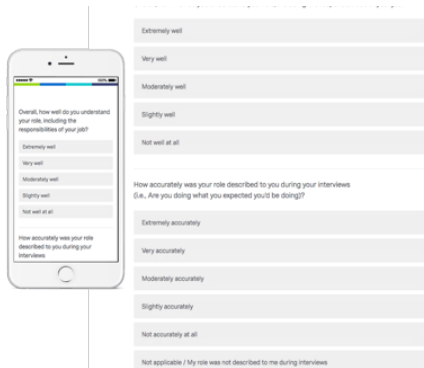 100%
Overall, how well do you understand
your role, including the
responsibilities of your job?
Extremely well
Very well
Moderately well
Slightly well
Not well at all
How accurately was your role
described to you during your
interviews
Extremely well
Very well
Moderately well
Slightly well
Not well at all
How accurately was your role described to you during your interviews
(i.e., Are you doing what you expected you'd be doing)?
Extremely accurately
Very accurately
Moderately accurately
Slightly accurately
Not accurately at all
Not applicable / My role was not described to me during interviews